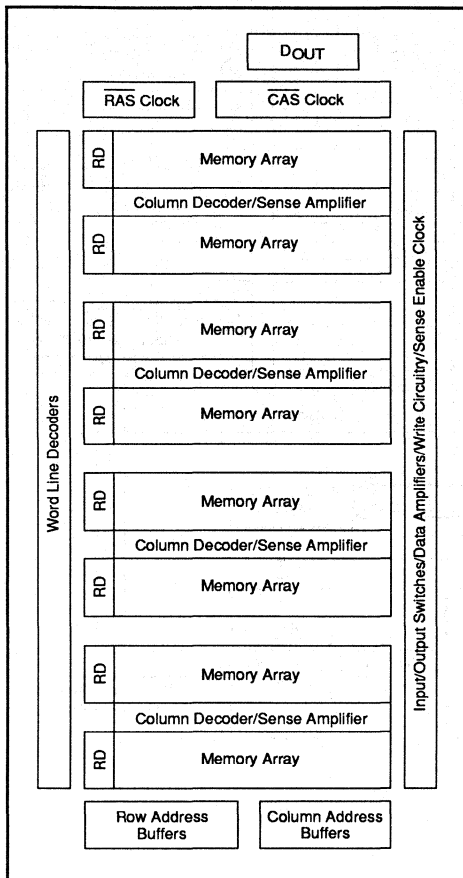 DOUT
RAS Clock
CAS Clock
Word Line Decoders
RD
Memory Array
Column Decoder/Sense Amplifier
RD
Memory Array
RD
Memory Array
Column Decoder/Sense Amplifier
RD
Memory Array
RD
Memory Array
Column Decoder/Sense Amplifier
RD
Memory Array
RD
Memory Array
Column Decoder/Sense Amplifier
RD
Memory Array
Input/Output Switches/Data Amplifiers/Write Circuitry/Sense Enable Clock
Row Address
Buffers
Column Address
Buffers